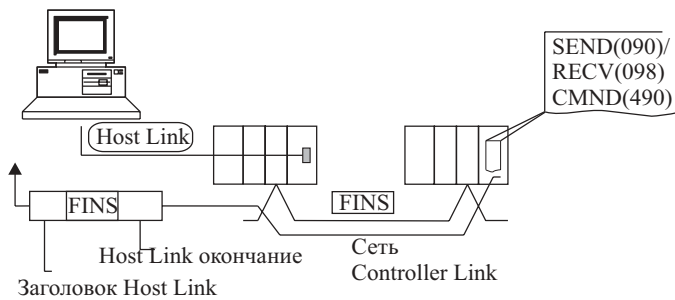 SEND(090)/
RECV(098)
CMND(490)
Host Link
FINS
FINS
Host Link окончание
Заголовок Host Link
Сеть
Controller Link